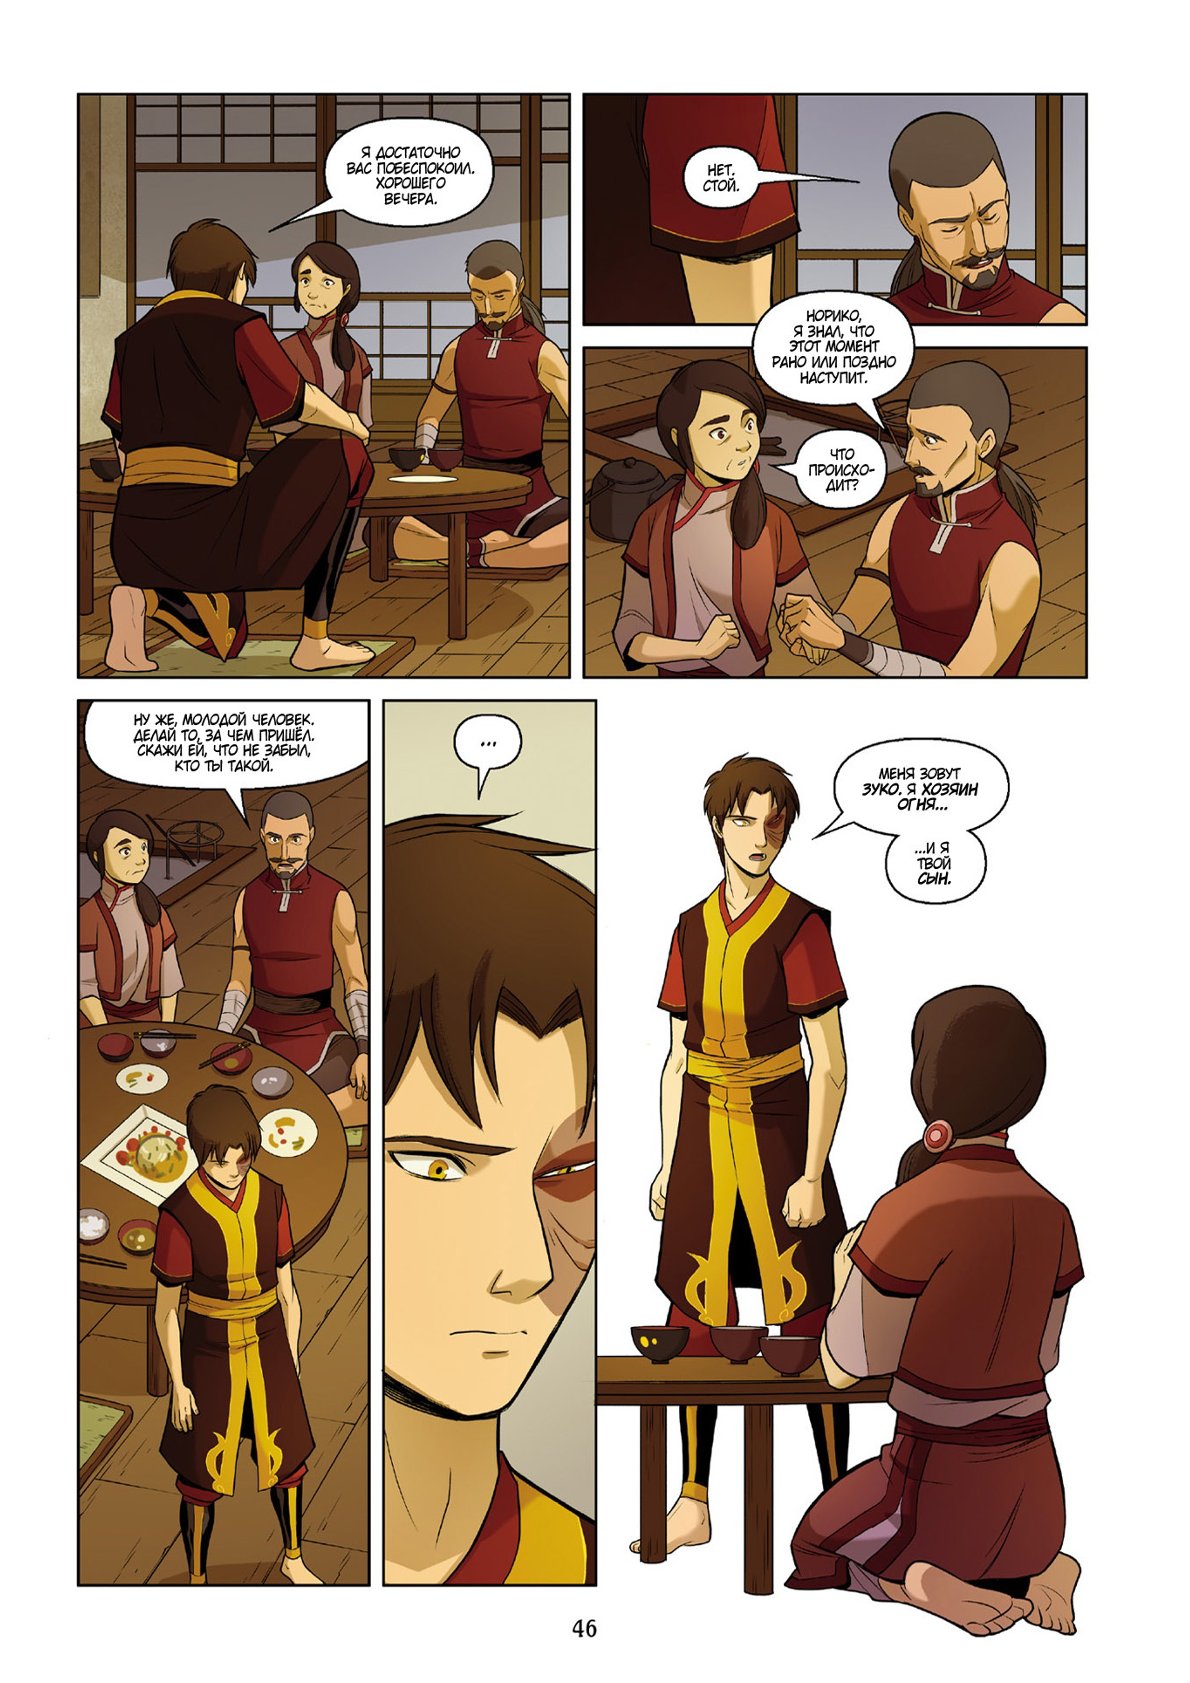 Я ДОСТАТОЧНО
ВАС ПОБЕСПОКОИЛ.
ХОРОШЕГО
ВЕЧЕРА.
НЕТ.
СТОЙ.
НОРИКО,
Я ЗНАЛ, ЧТО
ЭТОТ МОМЕНТ
РАНО ИЛИ ПОЗДНО
НАСТУПИТ.
ЧТО
ПРОИСХО-
ДИТ?
НУ ЖЕ, МОЛОДОЙ ЧЕЛОВЕК.
ДЕЛАЙ ТО, ЗА ЧЕМ ПРИШЁЛ.
СКАЖИ ЕЙ, ЧТО НЕ ЗАБЫЛ,
КТО ТЫ ТАКОЙ.
...
МЕНЯ ЗОВУТ
ЗУКО. Я ХОЗЯИН
ОГНЯ...
...И Я
ТВОЙ
СЫН.
46